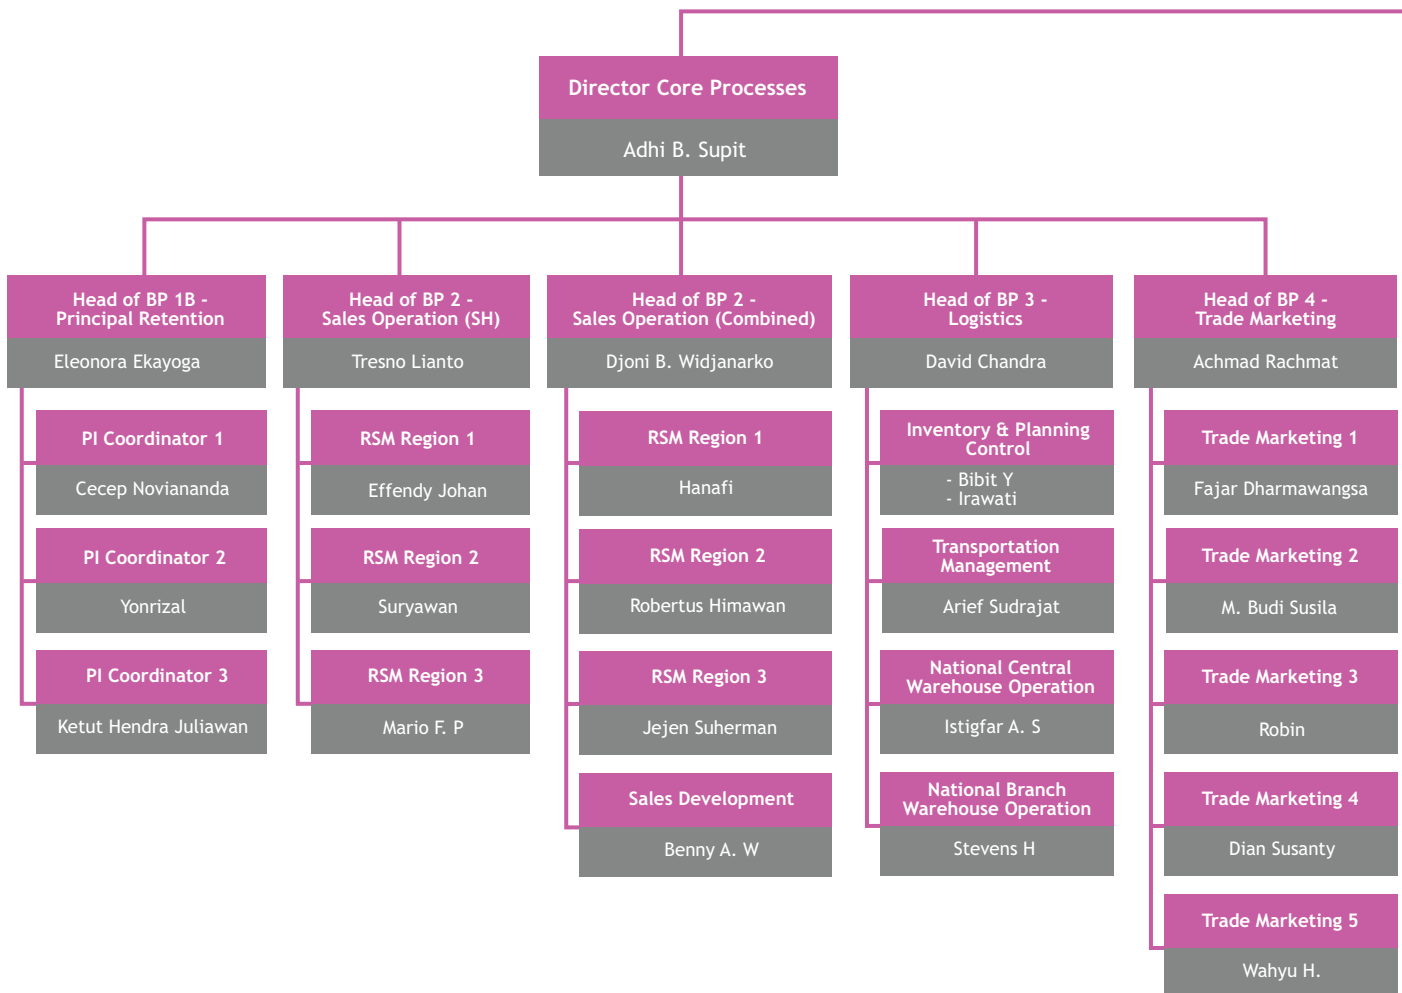 Director Core Processes
Adhi B. Supit
Head of BP 1B -
Principal Retention
Eleonora Ekayoga
PI Coordinator 1
Cecep Noviananda
PI Coordinator 2
Yonrizal
PI Coordinator 3
Ketut Hendra Juliawan
Head of BP 2 -
Sales Operation (SH)
Tresno Lianto
RSM Region 1
Effendy Johan
RSM Region 2
Suryawan
RSM Region 3
Mario F. P
Head of BP 2 -
Sales Operation (Combined)
Djoni B. Widjanarko
RSM Region 1
Hanafi
RSM Region 2
Robertus Himawan
RSM Region 3
Jejen Suherman
Sales Development
Benny A. W
Head of BP 3 -
Logistics
David Chandra
Inventory & Planning
Control
- Bibit Y
- Irawati
Transportation
Management
Arief Sudrajat
National Central
Warehouse Operation
Istigfar A. S
National Branch
Warehouse Operation
Stevens H
Head of BP 4 -
Trade Marketing
Achmad Rachmat
Trade Marketing 1
Fajar Dharmawangsa
Trade Marketing 2
M. Budi Susila
Trade Marketing 3
Robin
Trade Marketing 4
Dian Susanty
Trade Marketing 5
Wahyu H.